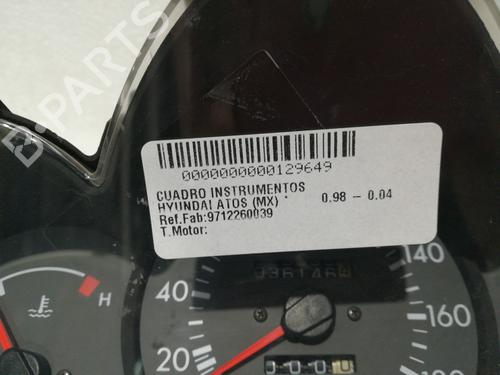 B-PARTS
0000000000129649
CUADRO INSTRUMENTOS
HYUNDAI ATOS (MX) * 0.98 - 0.04
Ref.Fab:9712260039
T.Motor:
140
H
40
160
20